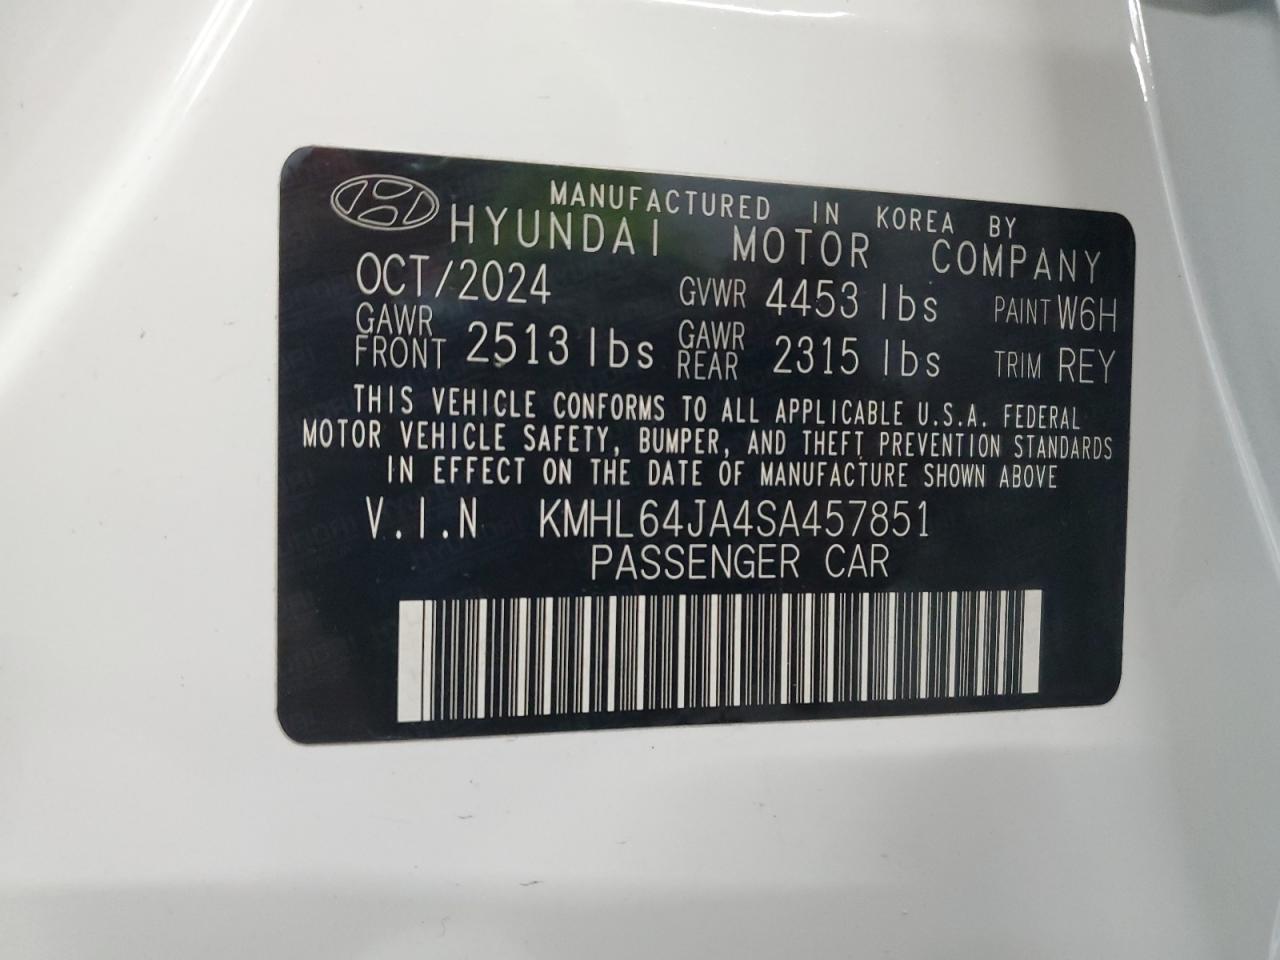 MANUFACTURED IN KOREA BY
HYUNDAI MOTOR COMPANY
OCT/2024 GVWR 4453 lbs PAINT W6H
GAWR FRONT 2513 lbs GAWR REAR 2315 lbs TRIM REY
THIS VEHICLE CONFORMS TO ALL APPLICABLE U.S.A. FEDERAL
MOTOR VEHICLE SAFETY, BUMPER, AND THEFT PREVENTION STANDARDS
IN EFFECT ON THE DATE OF MANUFACTURE SHOWN ABOVE
V.I.N KMHL64JA4SA457851
PASSENGER CAR